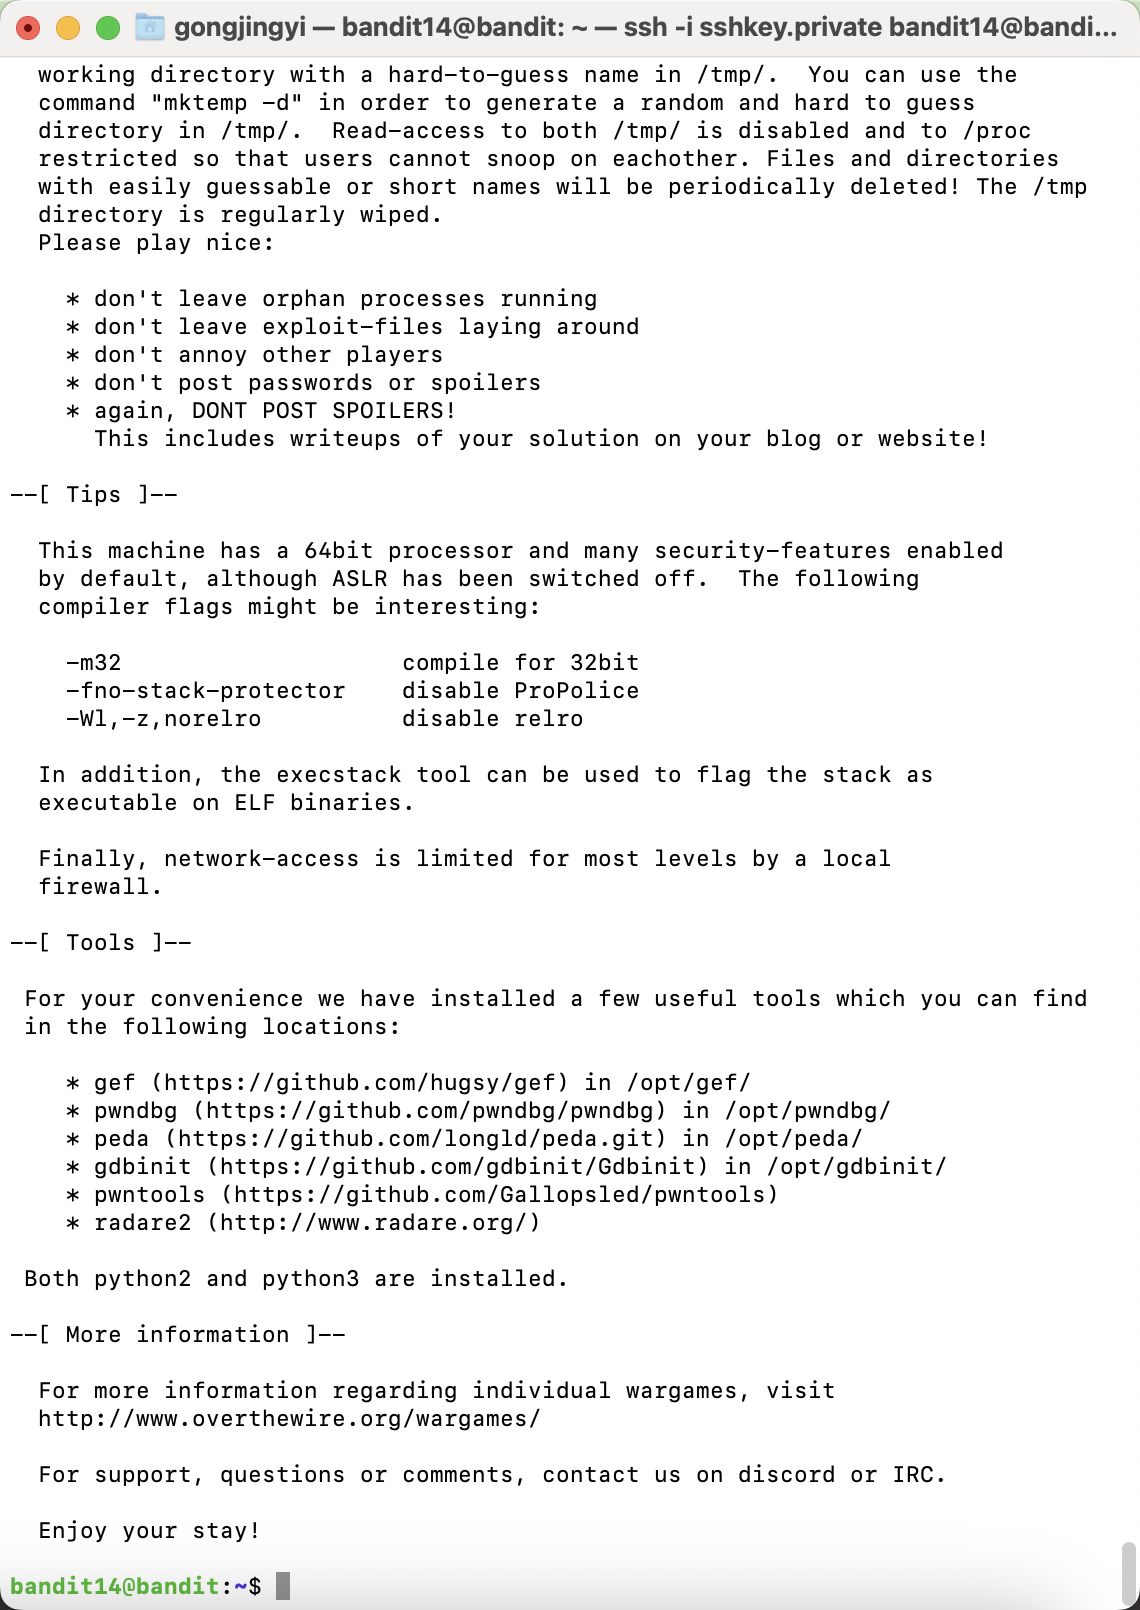 gongjingyi — bandit14@bandit: ~ — ssh -i sshkey.private bandit14@bandi...
working directory with a hard-to-guess name in /tmp/.  You can use the
command "mktemp -d" in order to generate a random and hard to guess
directory in /tmp/.  Read-access to both /tmp/ is disabled and to /proc
restricted so that users cannot snoop on eachother. Files and directories
with easily guessable or short names will be periodically deleted! The /tmp
directory is regularly wiped.
Please play nice:
* don't leave orphan processes running
* don't leave exploit-files laying around
* don't annoy other players
* don't post passwords or spoilers
* again, DONT POST SPOILERS!
This includes writeups of your solution on your blog or website!
--[ Tips ]--
This machine has a 64bit processor and many security-features enabled
by default, although ASLR has been switched off.  The following
compiler flags might be interesting:
-m32                    compile for 32bit
-fno-stack-protector    disable ProPolice
-Wl,-z,norelro          disable relro
In addition, the execstack tool can be used to flag the stack as
executable on ELF binaries.
Finally, network-access is limited for most levels by a local
firewall.
--[ Tools ]--
For your convenience we have installed a few useful tools which you can find
in the following locations:
* gef (https://github.com/hugsy/gef) in /opt/gef/
* pwndbg (https://github.com/pwndbg/pwndbg) in /opt/pwndbg/
* peda (https://github.com/longld/peda.git) in /opt/peda/
* gdbinit (https://github.com/gdbinit/Gdbinit) in /opt/gdbinit/
* pwntools (https://github.com/Gallopsled/pwntools)
* radare2 (http://www.radare.org/)
Both python2 and python3 are installed.
--[ More information ]--
For more information regarding individual wargames, visit
http://www.overthewire.org/wargames/
For support, questions or comments, contact us on discord or IRC.
Enjoy your stay!
bandit14@bandit:~$